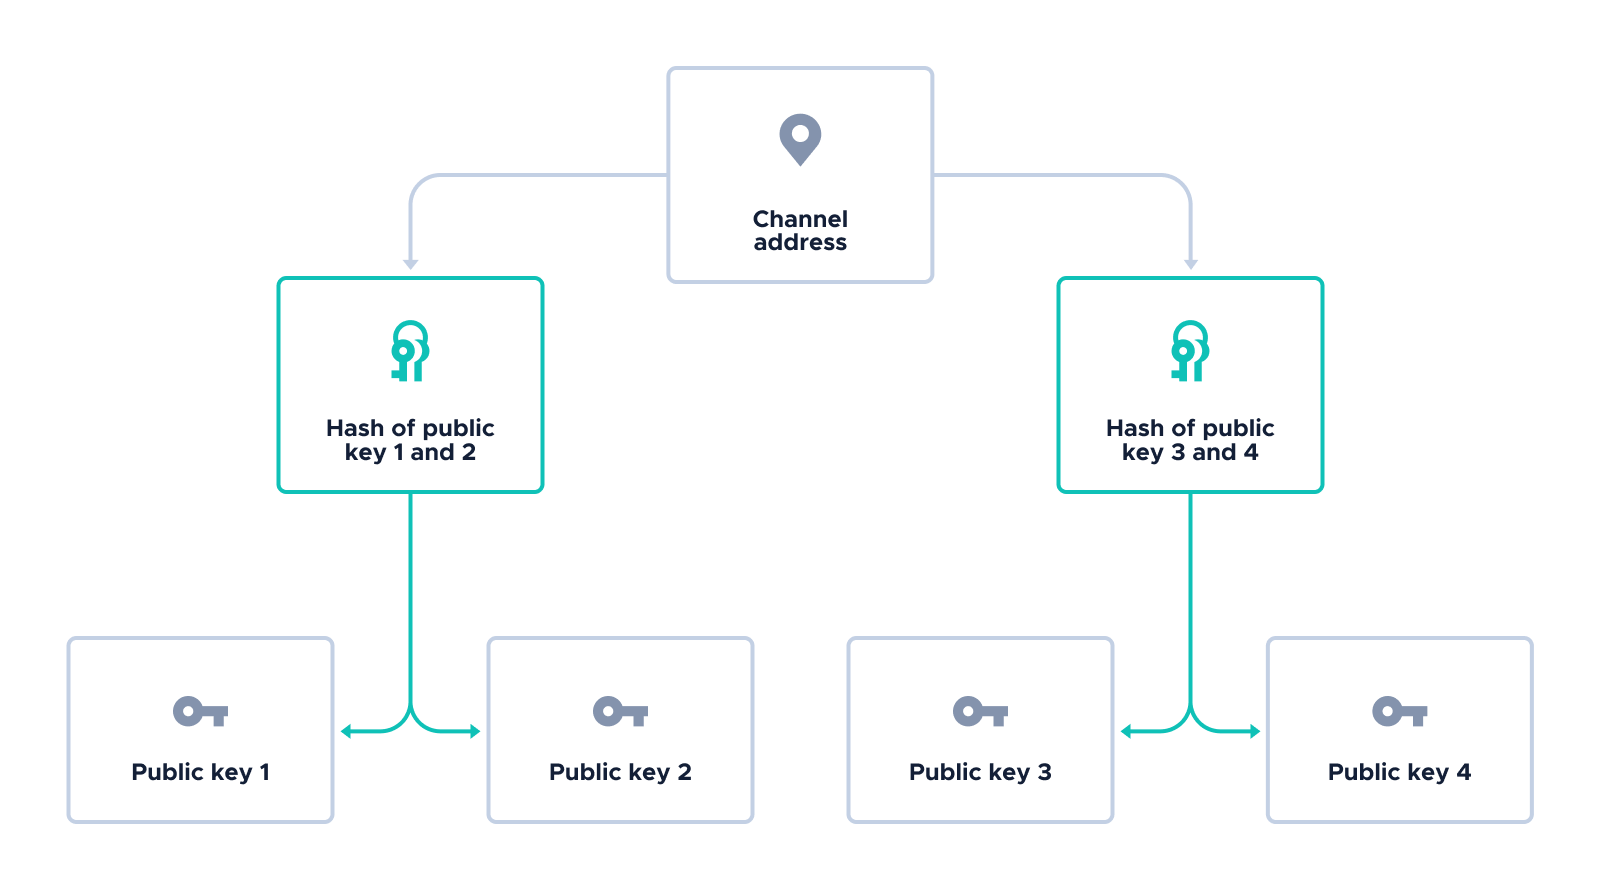 Channel
address
Hash of public
key 1 and 2
Hash of public
key 3 and 4
Public key 1
Public key 2
Public key 3
Public key 4